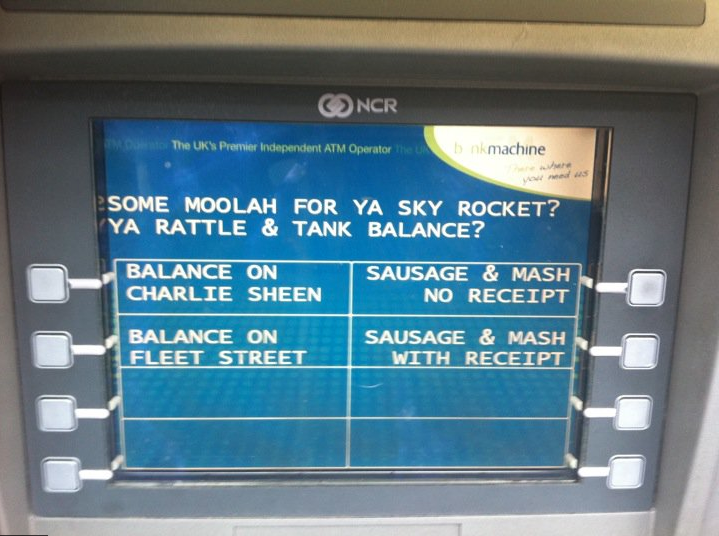 NCR
The UK's Premier Independent ATM Operator
machine
there where
you need us
SOME MOOLAH FOR YA SKY ROCKET?
YA RATTLE & TANK BALANCE?
BALANCE ON
CHARLIE SHEEN
SAUSAGE & MASH
NO RECEIPT
BALANCE ON
FLEET STREET
SAUSAGE & MASH
WITH RECEIPT